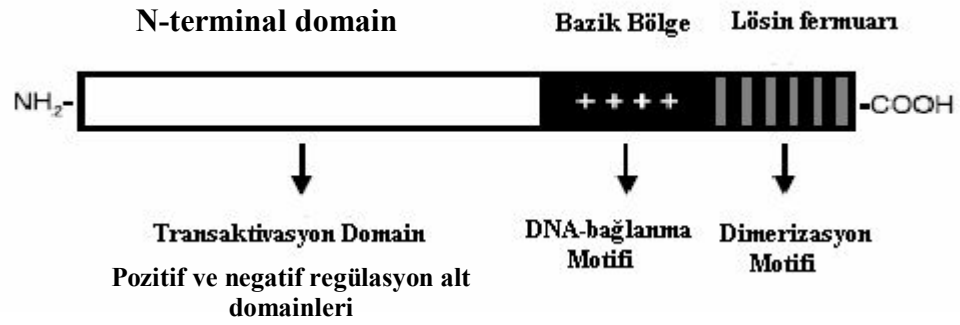 N-terminal domain
Bazik Bölge
Lösin fermuarı
NH₂-
+ + + +
-COOH
Transaktivasyon Domain
Pozitif ve negatif regülasyon alt
domainleri
DNA-bağlanma
Motifi
Dimerizasyon
Motifi